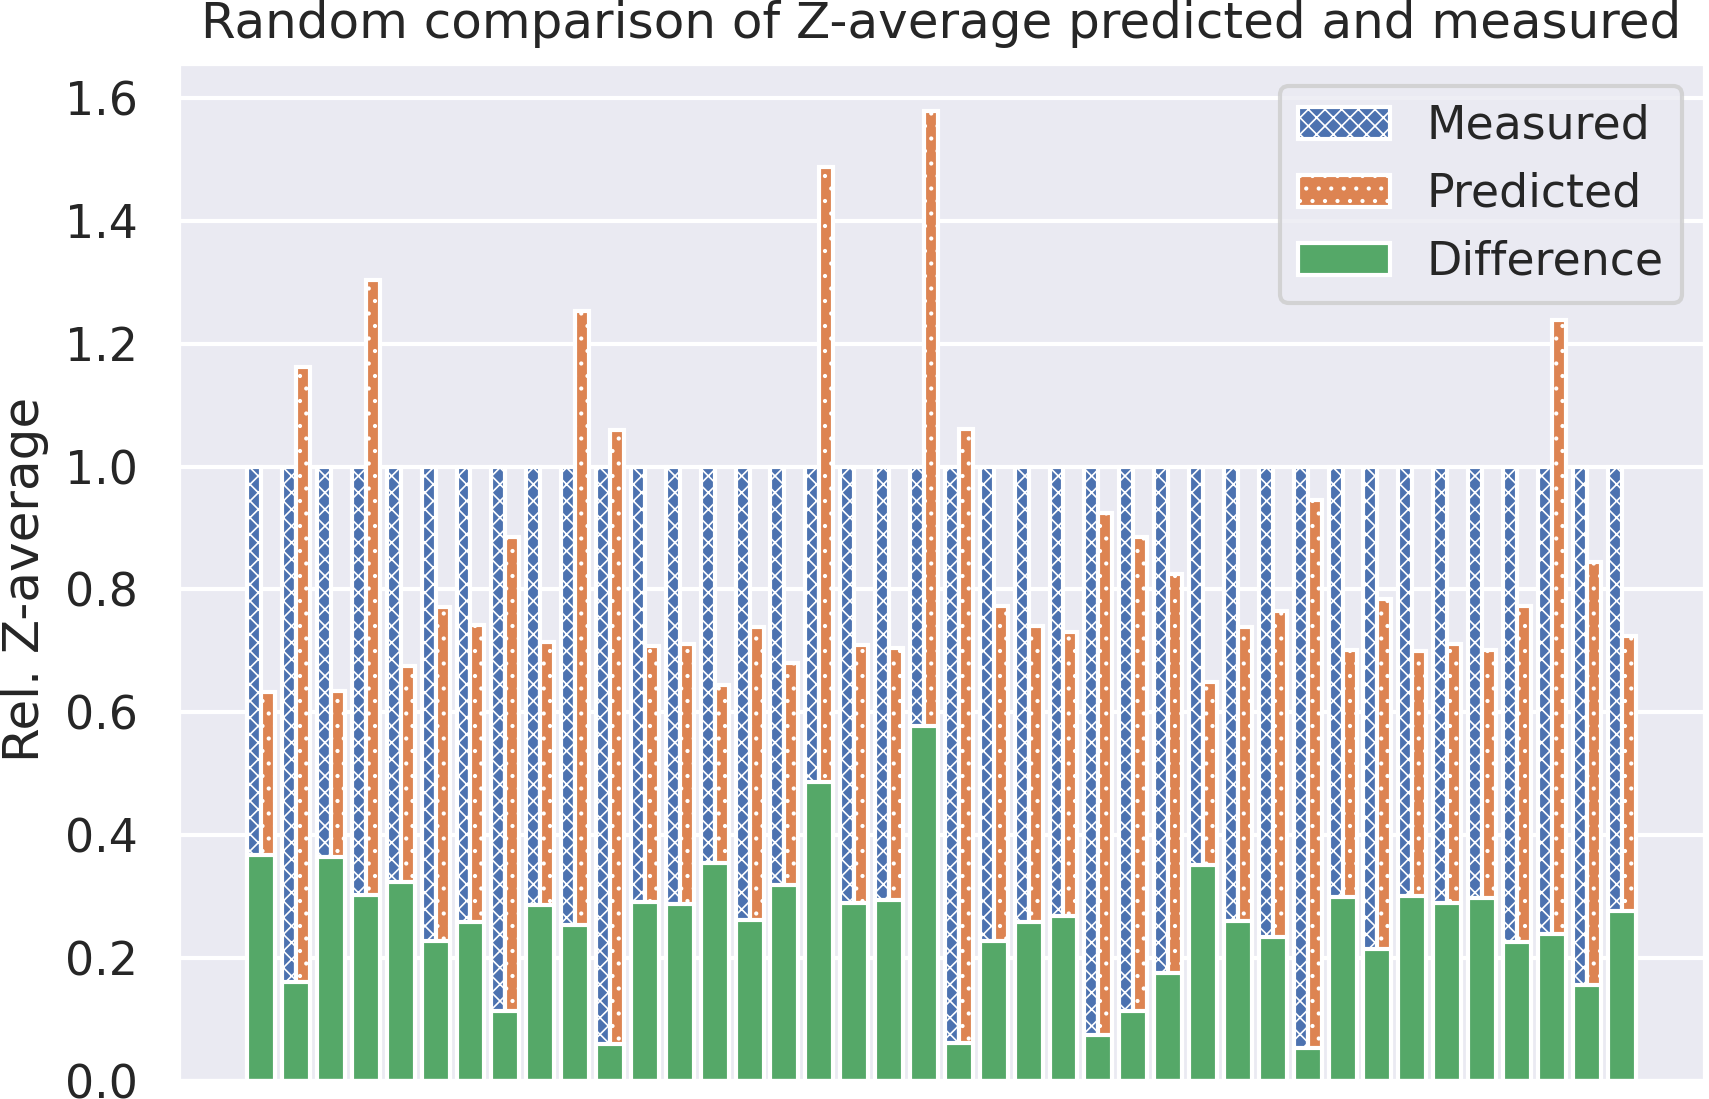 Random comparison of Z-average predicted and measured
1.6
1.4
1.2
1.0
0.8
0.6
0.4
0.2
0.0
Rel. Z-average
Measured
Predicted
Difference